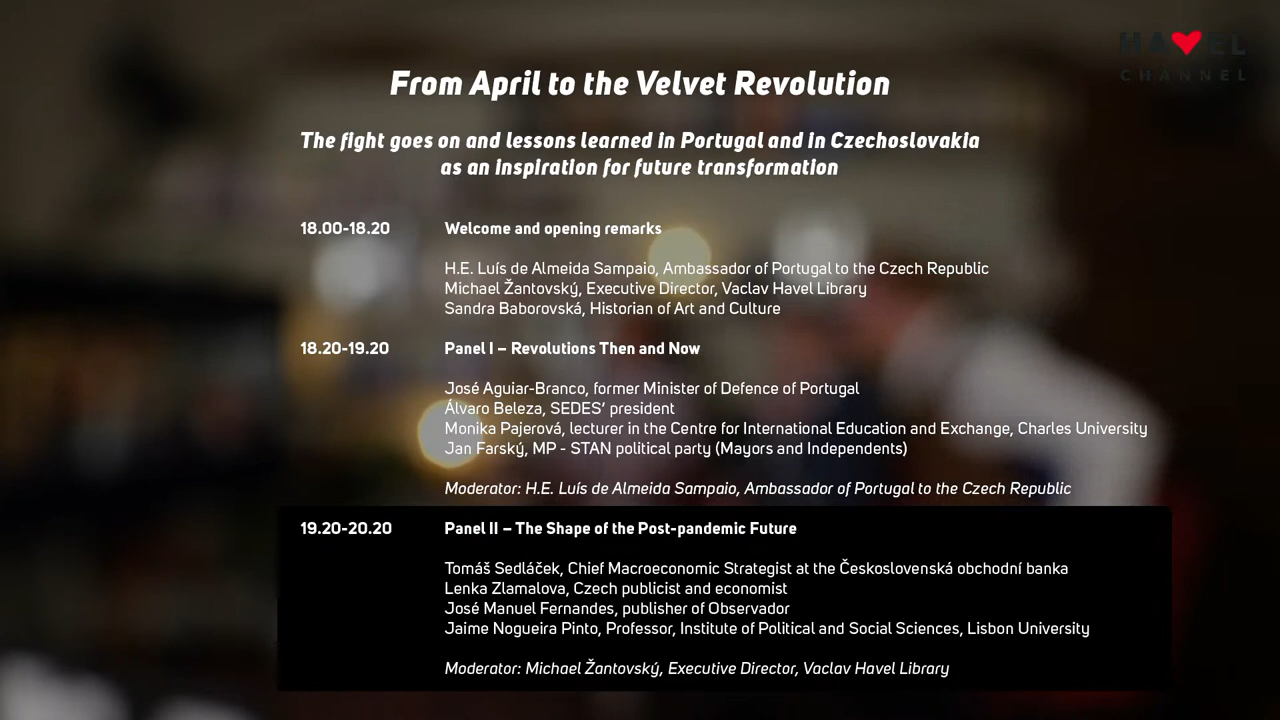 HAVEL
CHANNEL
From April to the Velvet Revolution
The fight goes on and lessons learned in Portugal and in Czechoslovakia
as an inspiration for future transformation
18.00-18.20 Welcome and opening remarks
H.E. Luís de Almeida Sampaio, Ambassador of Portugal to the Czech Republic
Michael Žantovský, Executive Director, Vaclav Havel Library
Sandra Baborovská, Historian of Art and Culture
18.20-19.20 Panel I – Revolutions Then and Now
José Aguiar-Branco, former Minister of Defence of Portugal
Álvaro Beleza, SEDES’ president
Monika Pajerová, lecturer in the Centre for International Education and Exchange, Charles University
Jan Farský, MP - STAN political party (Mayors and Independents)
Moderator: H.E. Luís de Almeida Sampaio, Ambassador of Portugal to the Czech Republic
19.20-20.20 Panel II – The Shape of the Post-pandemic Future
Tomáš Sedláček, Chief Macroeconomic Strategist at the Československá obchodní banka
Lenka Zlamalova, Czech publicist and economist
José Manuel Fernandes, publisher of Observador
Jaime Nogueira Pinto, Professor, Institute of Political and Social Sciences, Lisbon University
Moderator: Michael Žantovský, Executive Director, Vaclav Havel Library